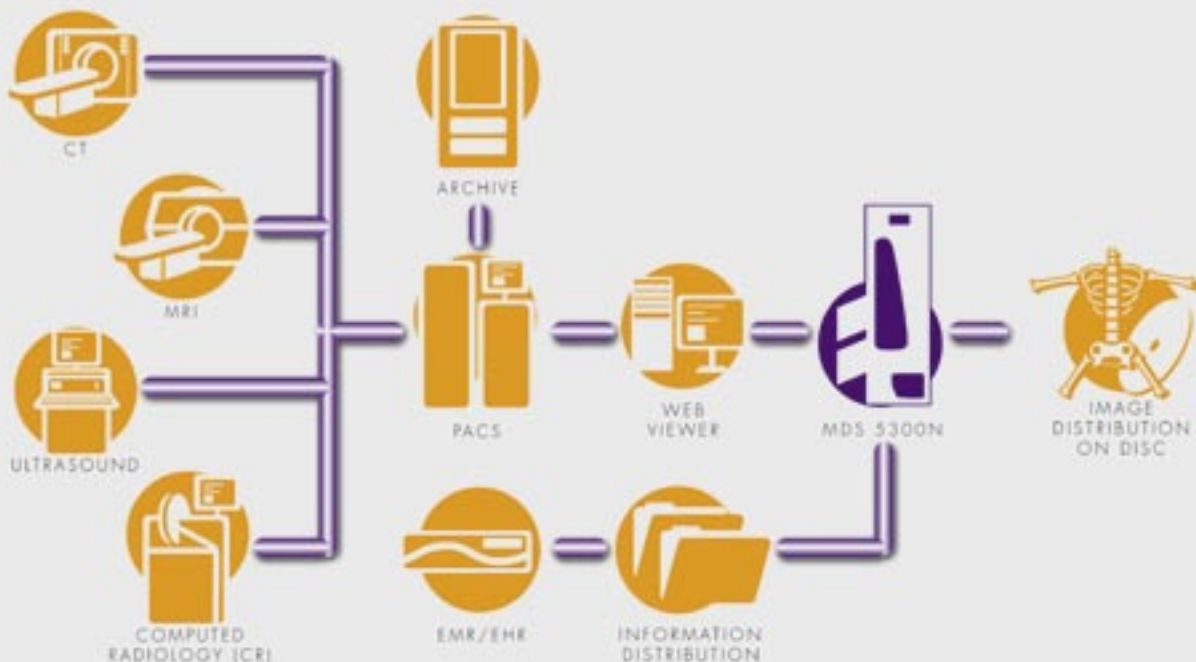 CT
ARCHIVE
MRI
ULTRASOUND
PACS
WEB
VIEWER
MDS 5300N
IMAGE
DISTRIBUTION
ON DISC
COMPUTED
RADIOLOGY (CR)
EMR/EHR
INFORMATION
DISTRIBUTION